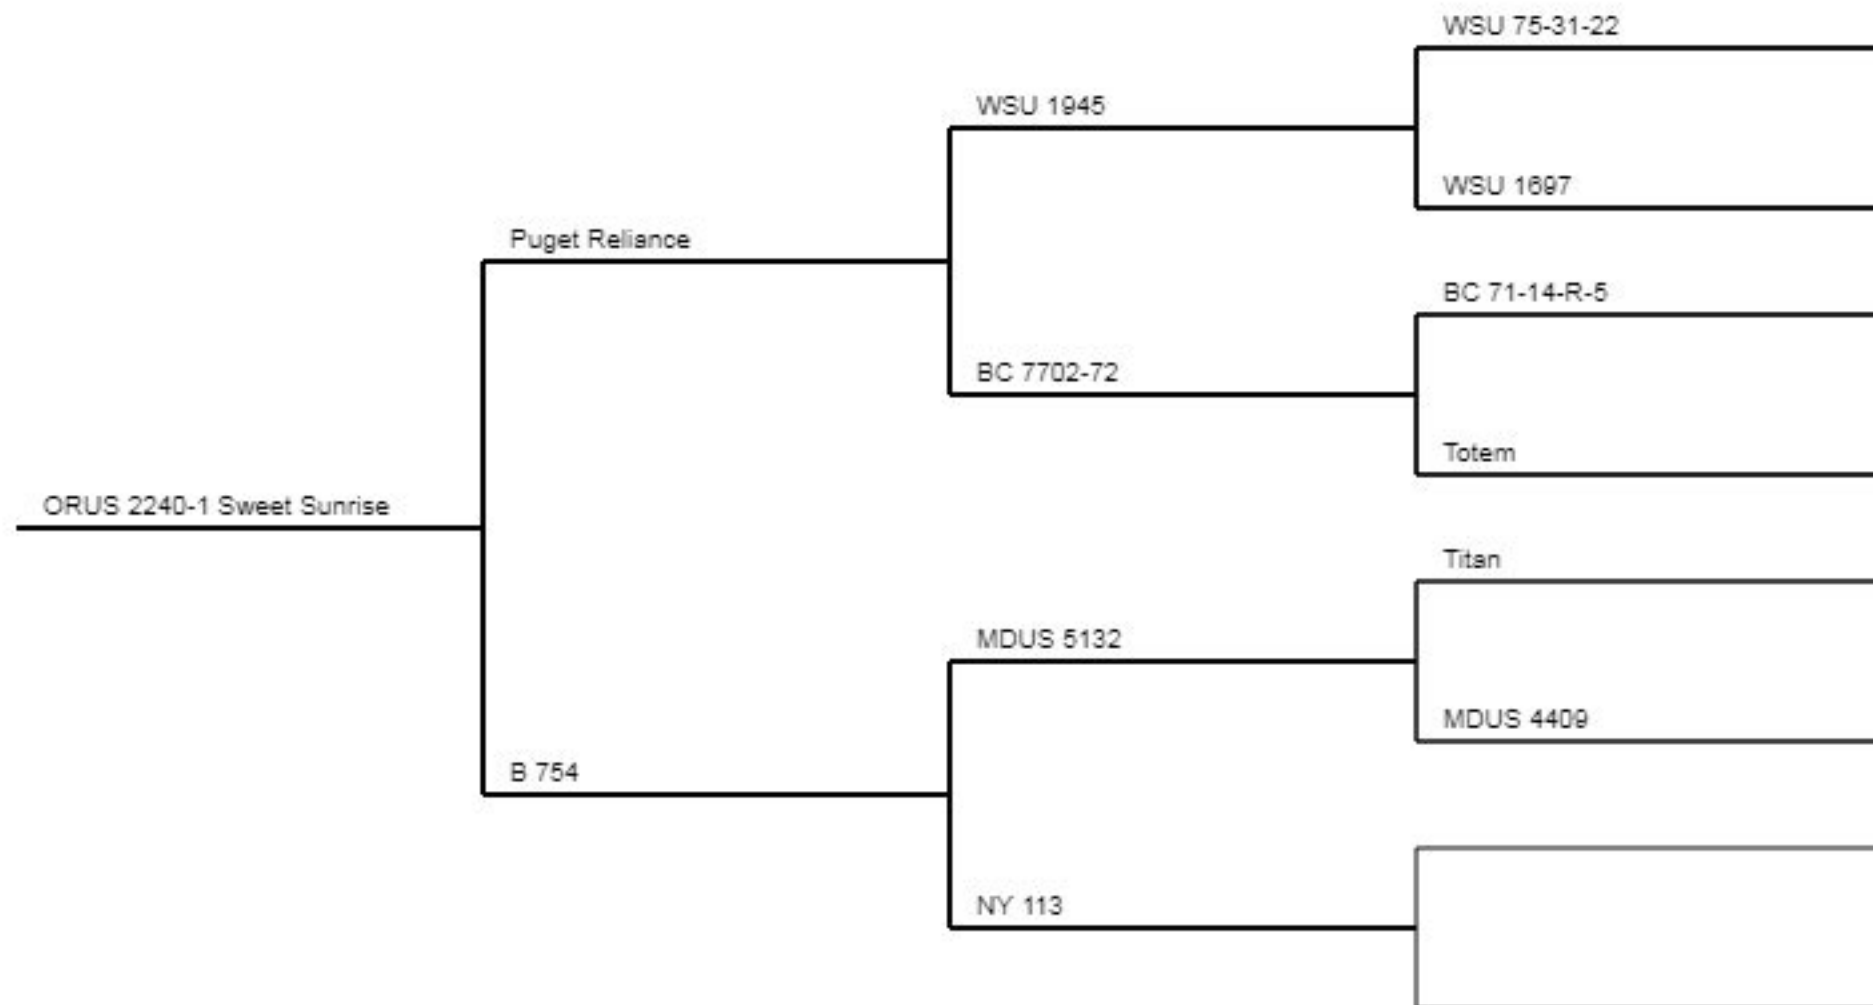 WSU 75-31-22
WSU 1945
WSU 1697
Puget Reliance
BC 71-14-R-5
BC 7702-72
Totem
ORUS 2240-1 Sweet Sunrise
Titan
MDUS 5132
MDUS 4409
B 754
NY 113